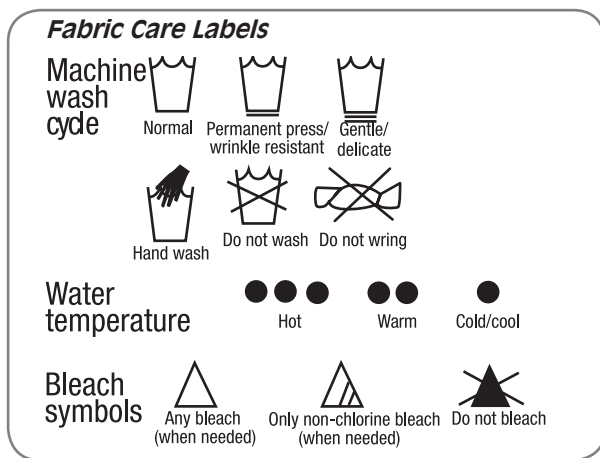 Fabric Care Labels
Machine
wash
cycle
Normal
Permanent press/
wrinkle resistant
Gentle/
delicate
Hand wash
Do not wash
Do not wring
Water
temperature
Hot
Warm
Cold/cool
Bleach
symbols
Any bleach
(when needed)
Only non-chlorine bleach
(when needed)
Do not bleach